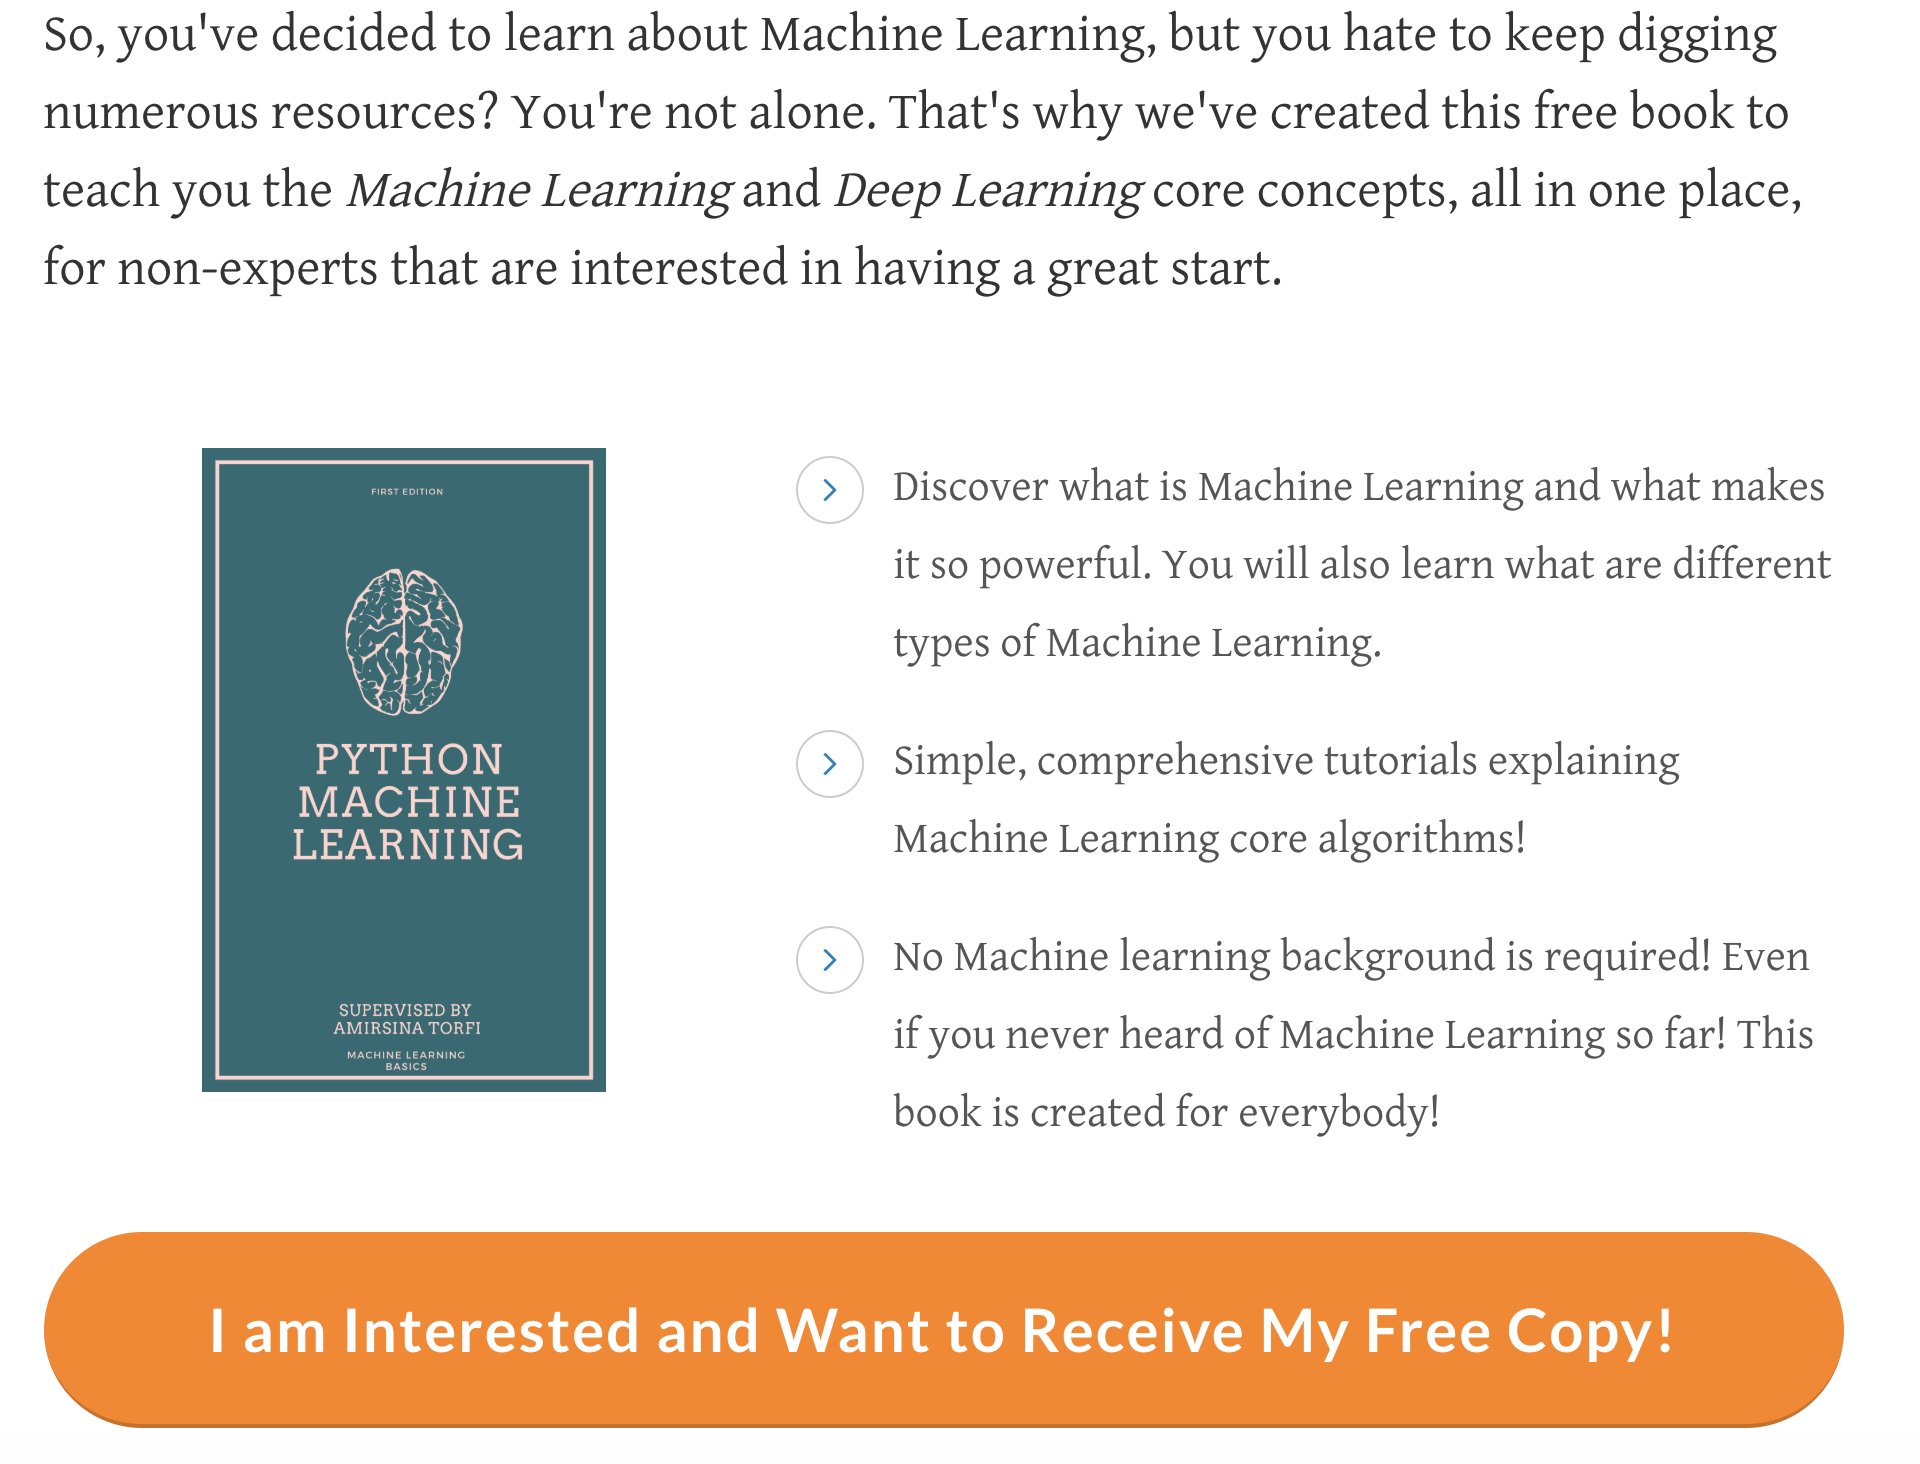 So, you've decided to learn about Machine Learning, but you hate to keep digging
numerous resources? You're not alone. That's why we've created this free book to
teach you the Machine Learning and Deep Learning core concepts, all in one place,
for non-experts that are interested in having a great start.
FIRST EDITION
PYTHON
MACHINE
LEARNING
SUPERVISED BY
AMIRSINA TORFI
MACHINE LEARNING
BASICS
Discover what is Machine Learning and what makes
it so powerful. You will also learn what are different
types of Machine Learning.
Simple, comprehensive tutorials explaining
Machine Learning core algorithms!
No Machine learning background is required! Even
if you never heard of Machine Learning so far! This
book is created for everybody!
I am Interested and Want to Receive My Free Copy!